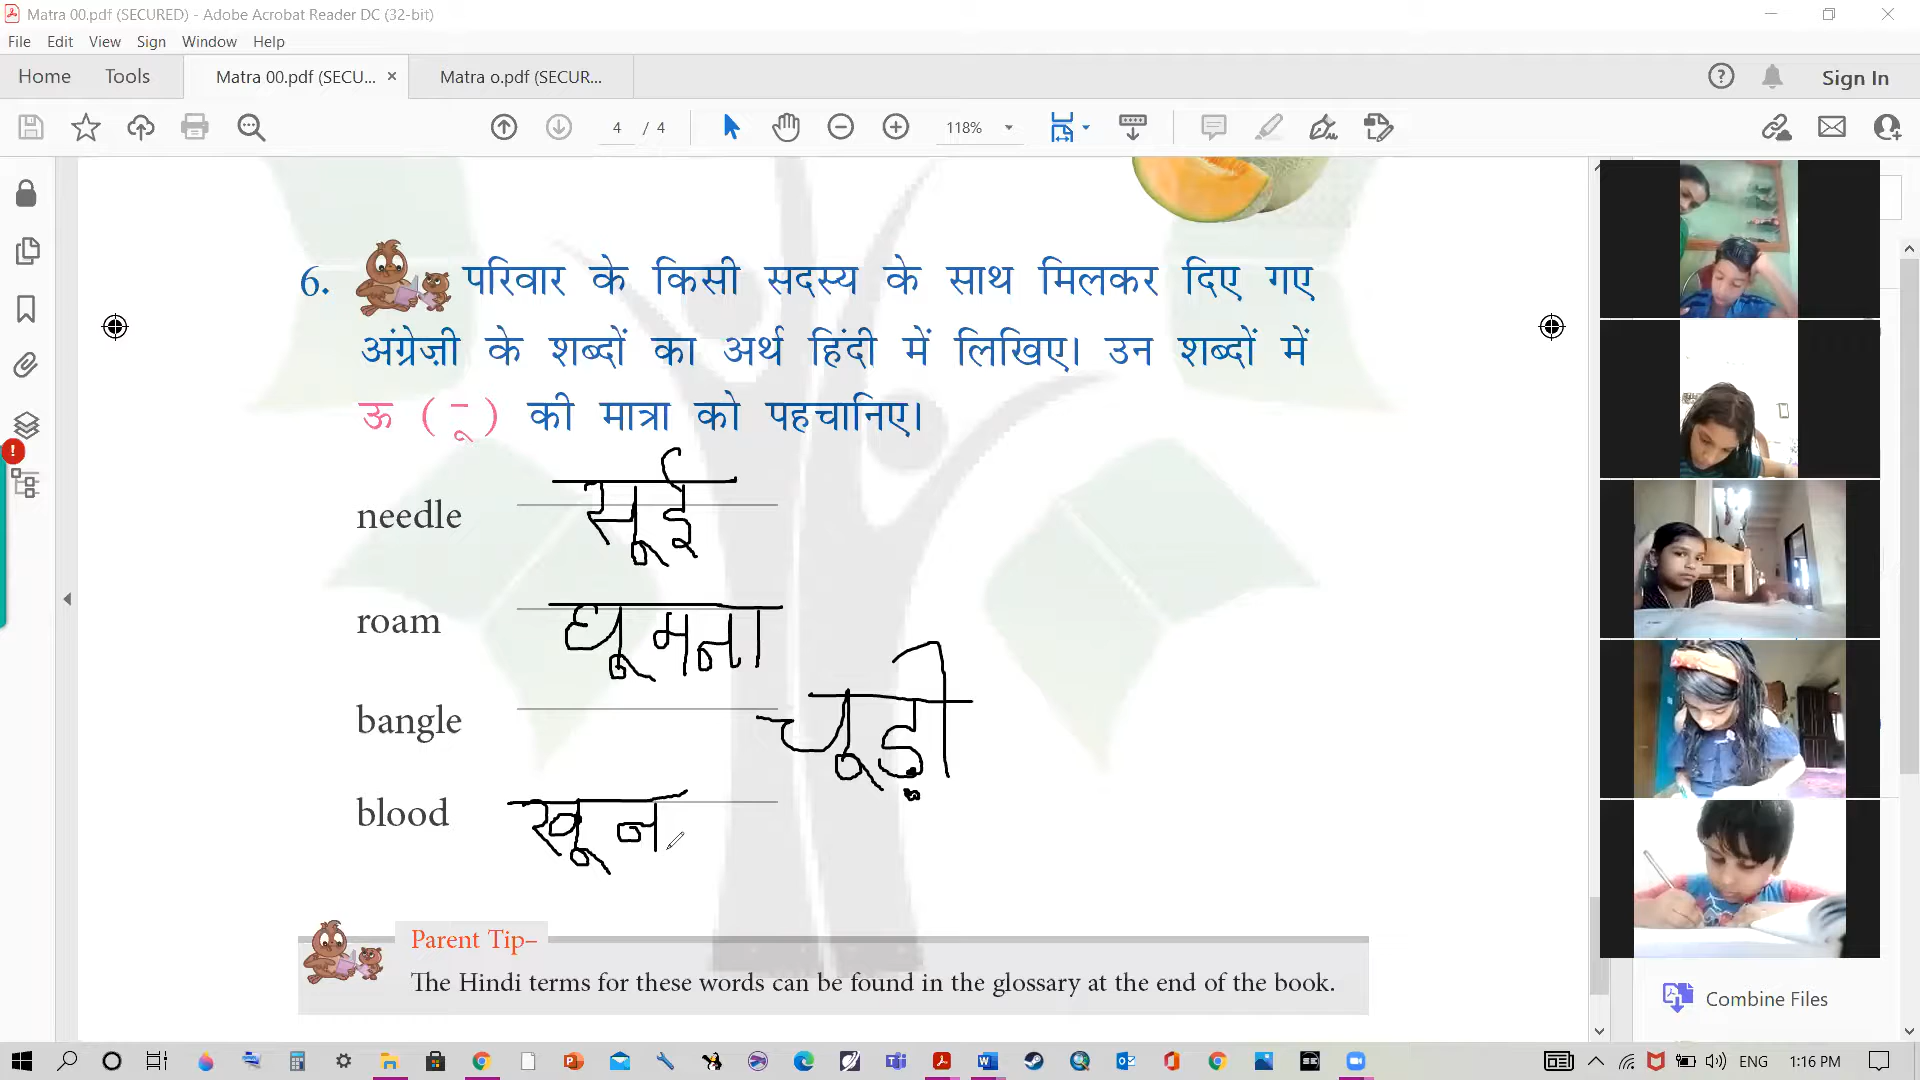 Matra 00.pdf (SECURED) - Adobe Acrobat Reader DC (32-bit)
File Edit View Sign Window Help
Home Tools Matra 00.pdf (SECU... × Matra o.pdf (SECUR... Sign In
4 / 4 118%
6. परिवार के किसी सदस्य के साथ मिलकर दिए गए
अंग्रेज़ी के शब्दों का अर्थ हिंदी में लिखिए। उन शब्दों में
ऊ ( ू ) की मात्रा को पहचानिए।
needle सूई
roam घूमना
bangle चूड़ी
blood खून
Parent Tip–
The Hindi terms for these words can be found in the glossary at the end of the book.
Combine Files
ENG 1:16 PM